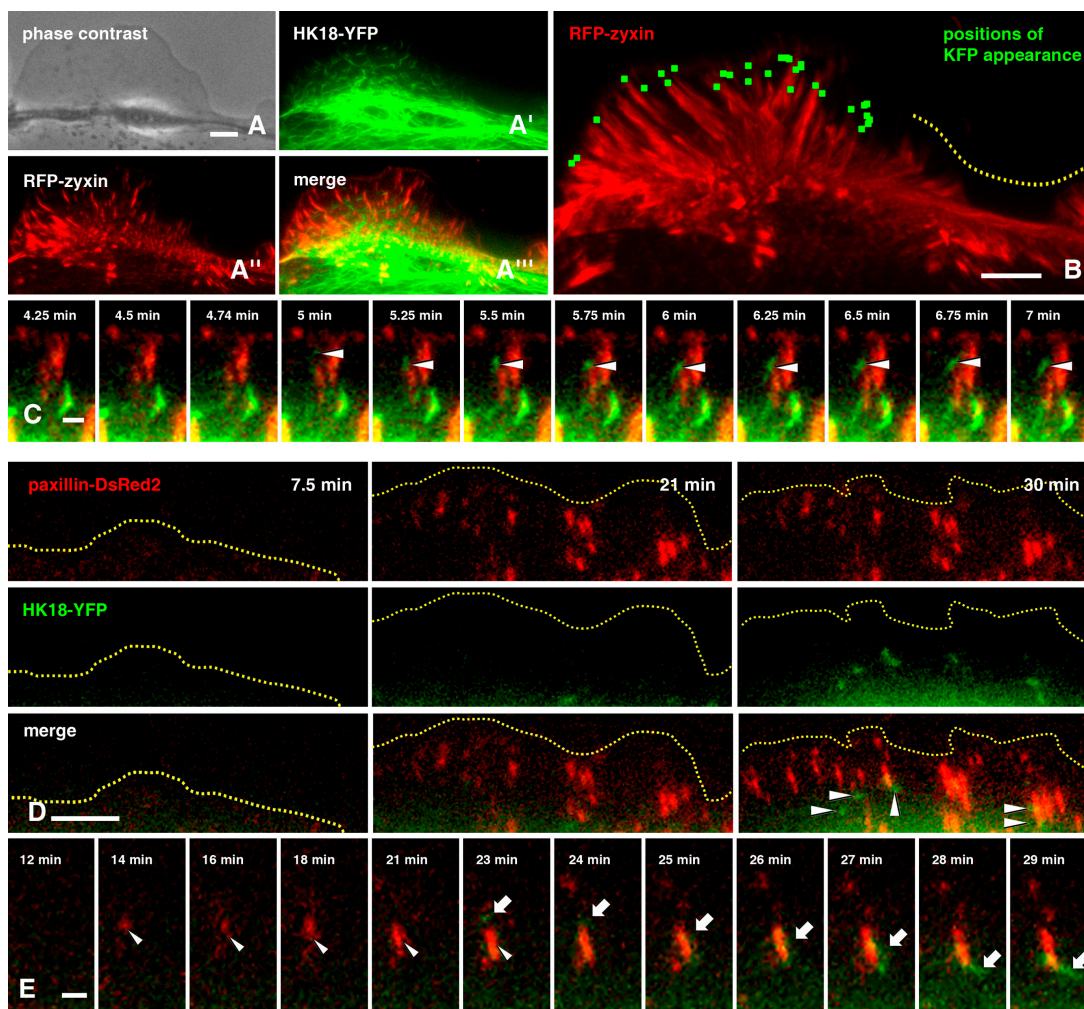 phase contrast
A
HK18-YFP
A'
RFP-zyxin
A''
merge
A'''
RFP-zyxin
positions of
KFP appearance
B
4.25 min
4.5 min
4.74 min
5 min
5.25 min
5.5 min
5.75 min
6 min
6.25 min
6.5 min
6.75 min
7 min
C
paxillin-DsRed2
7.5 min
21 min
30 min
HK18-YFP
merge
D
12 min
14 min
16 min
18 min
21 min
23 min
24 min
25 min
26 min
27 min
28 min
29 min
E